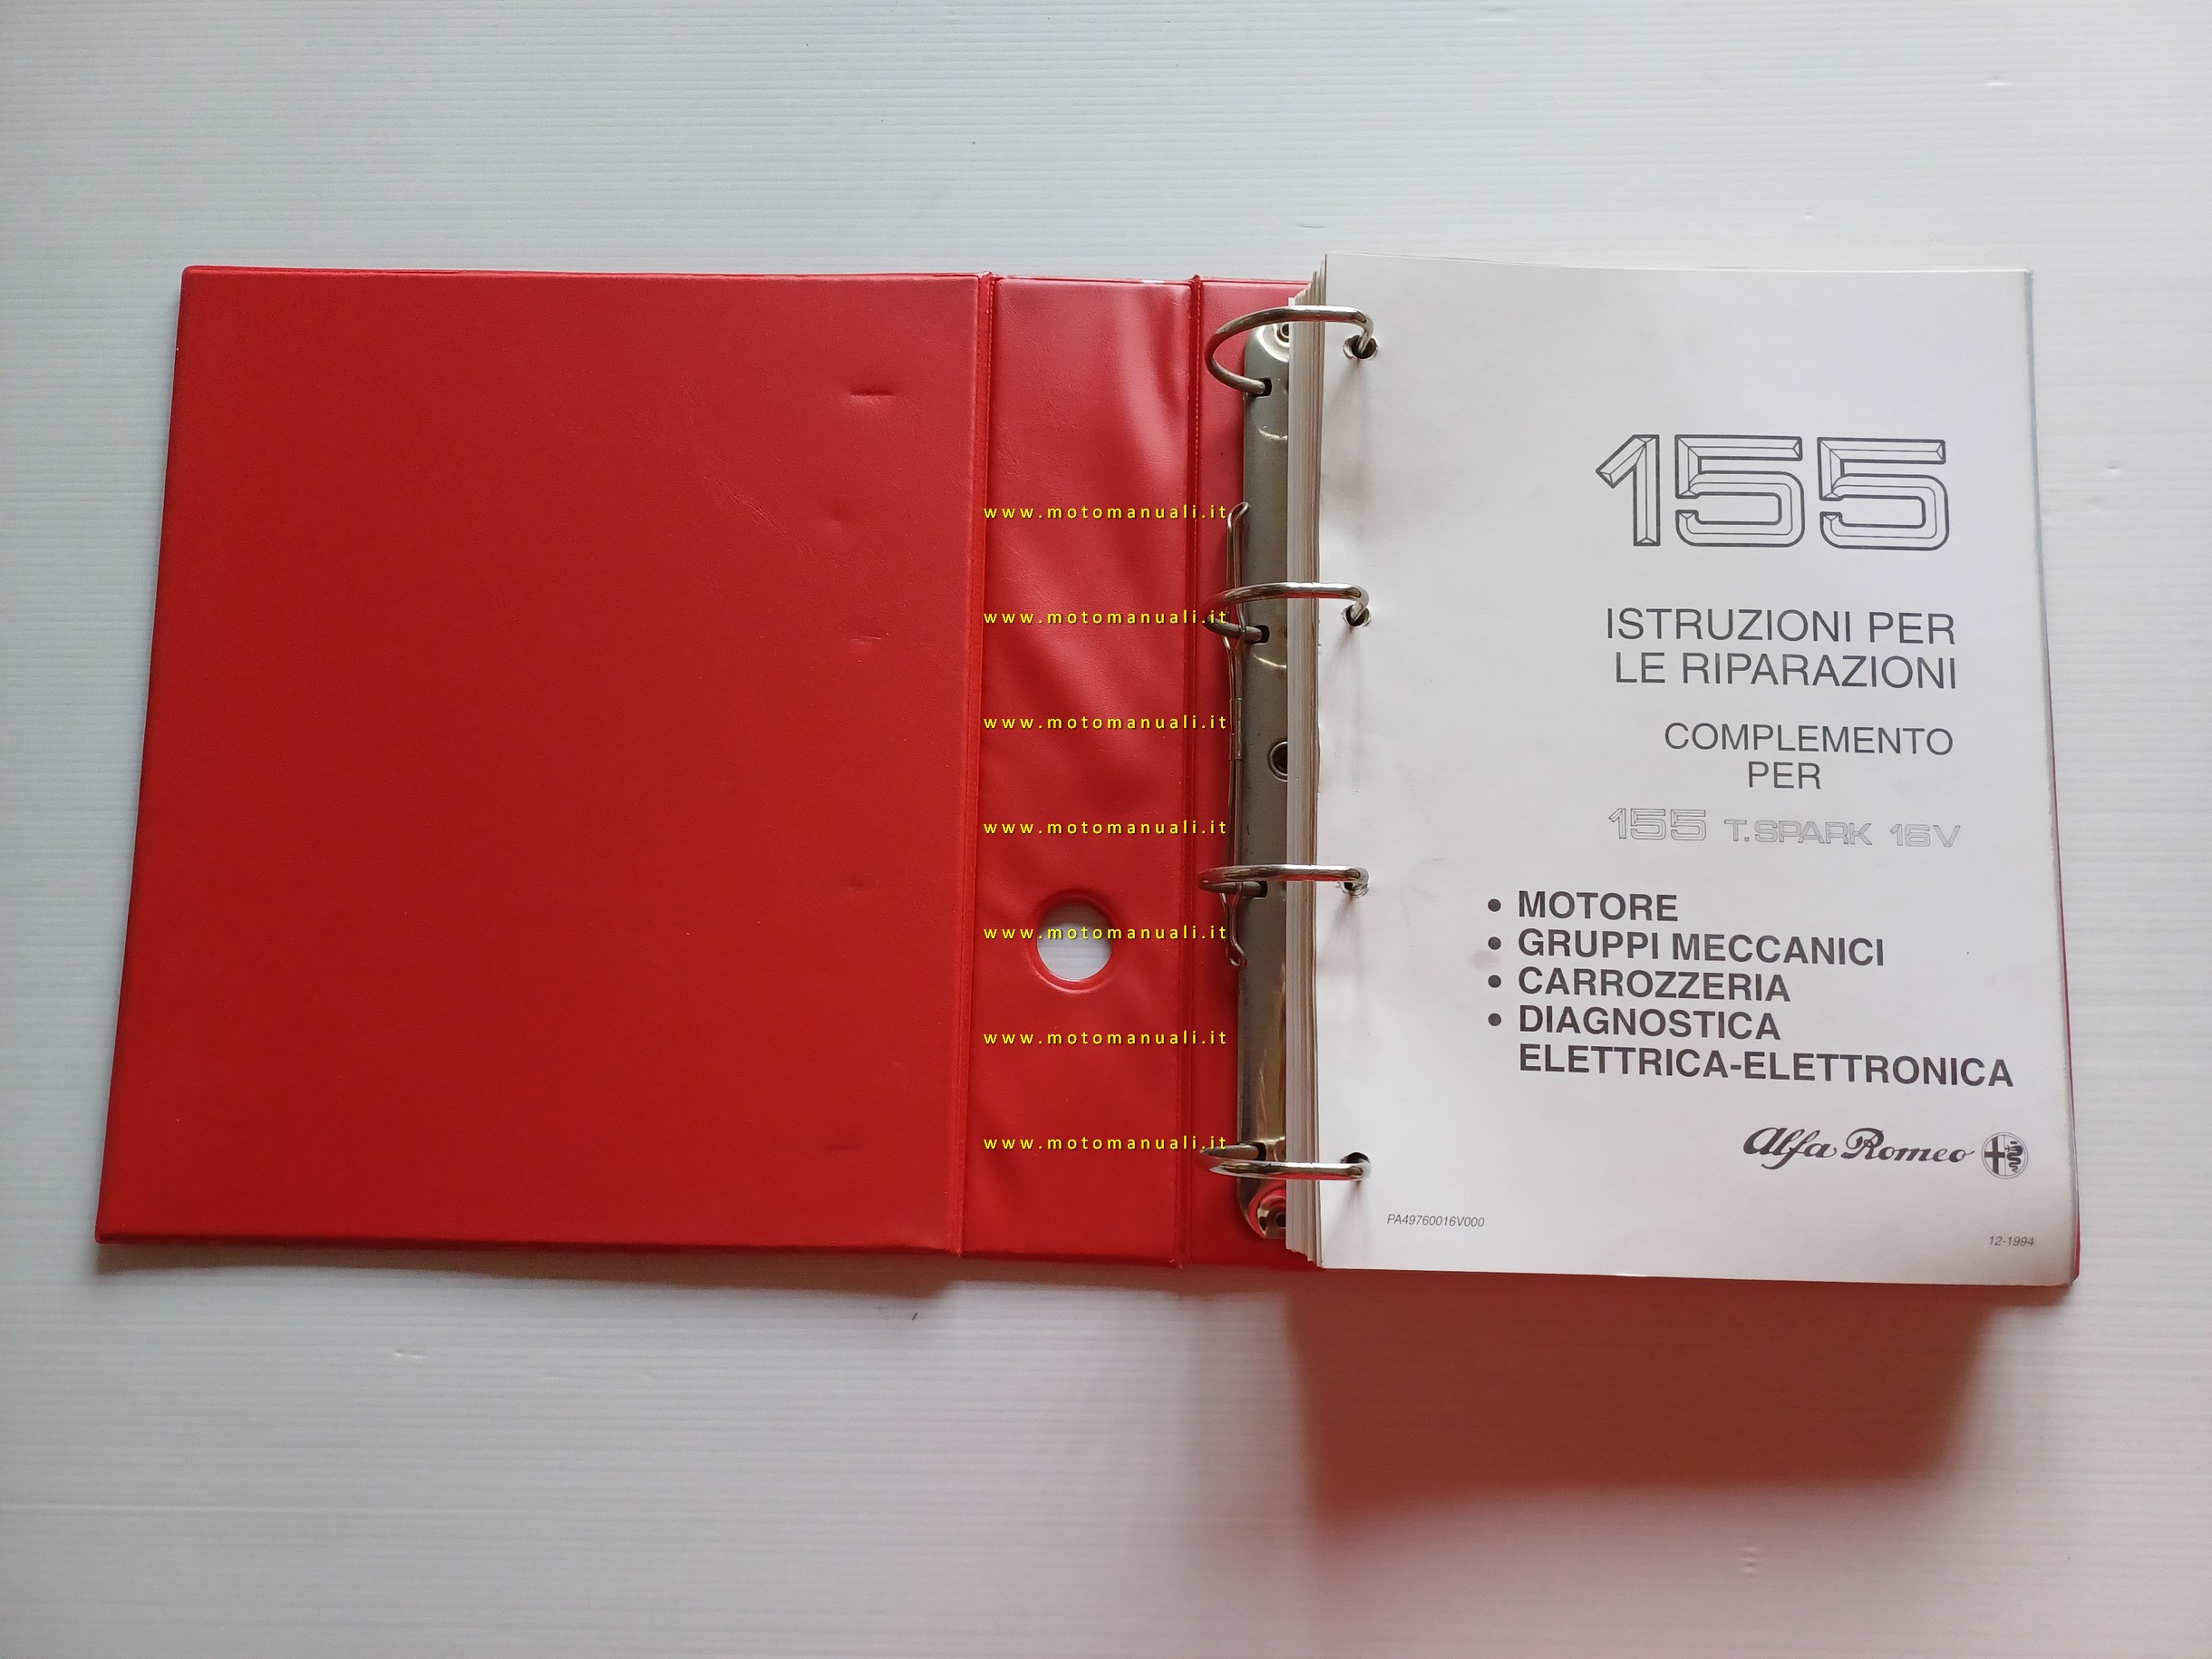 www.motomanuali.it
www.motomanuali.it
www.motomanuali.it
www.motomanuali.it
www.motomanuali.it
www.motomanuali.it
www.motomanuali.it
155
ISTRUZIONI PER
LE RIPARAZIONI
COMPLEMENTO
PER
155 T.SPARK 16V
• MOTORE
• GRUPPI MECCANICI
• CARROZZERIA
• DIAGNOSTICA
ELETTRICA-ELETTRONICA
Alfa Romeo
PA49760016V000
12-1994